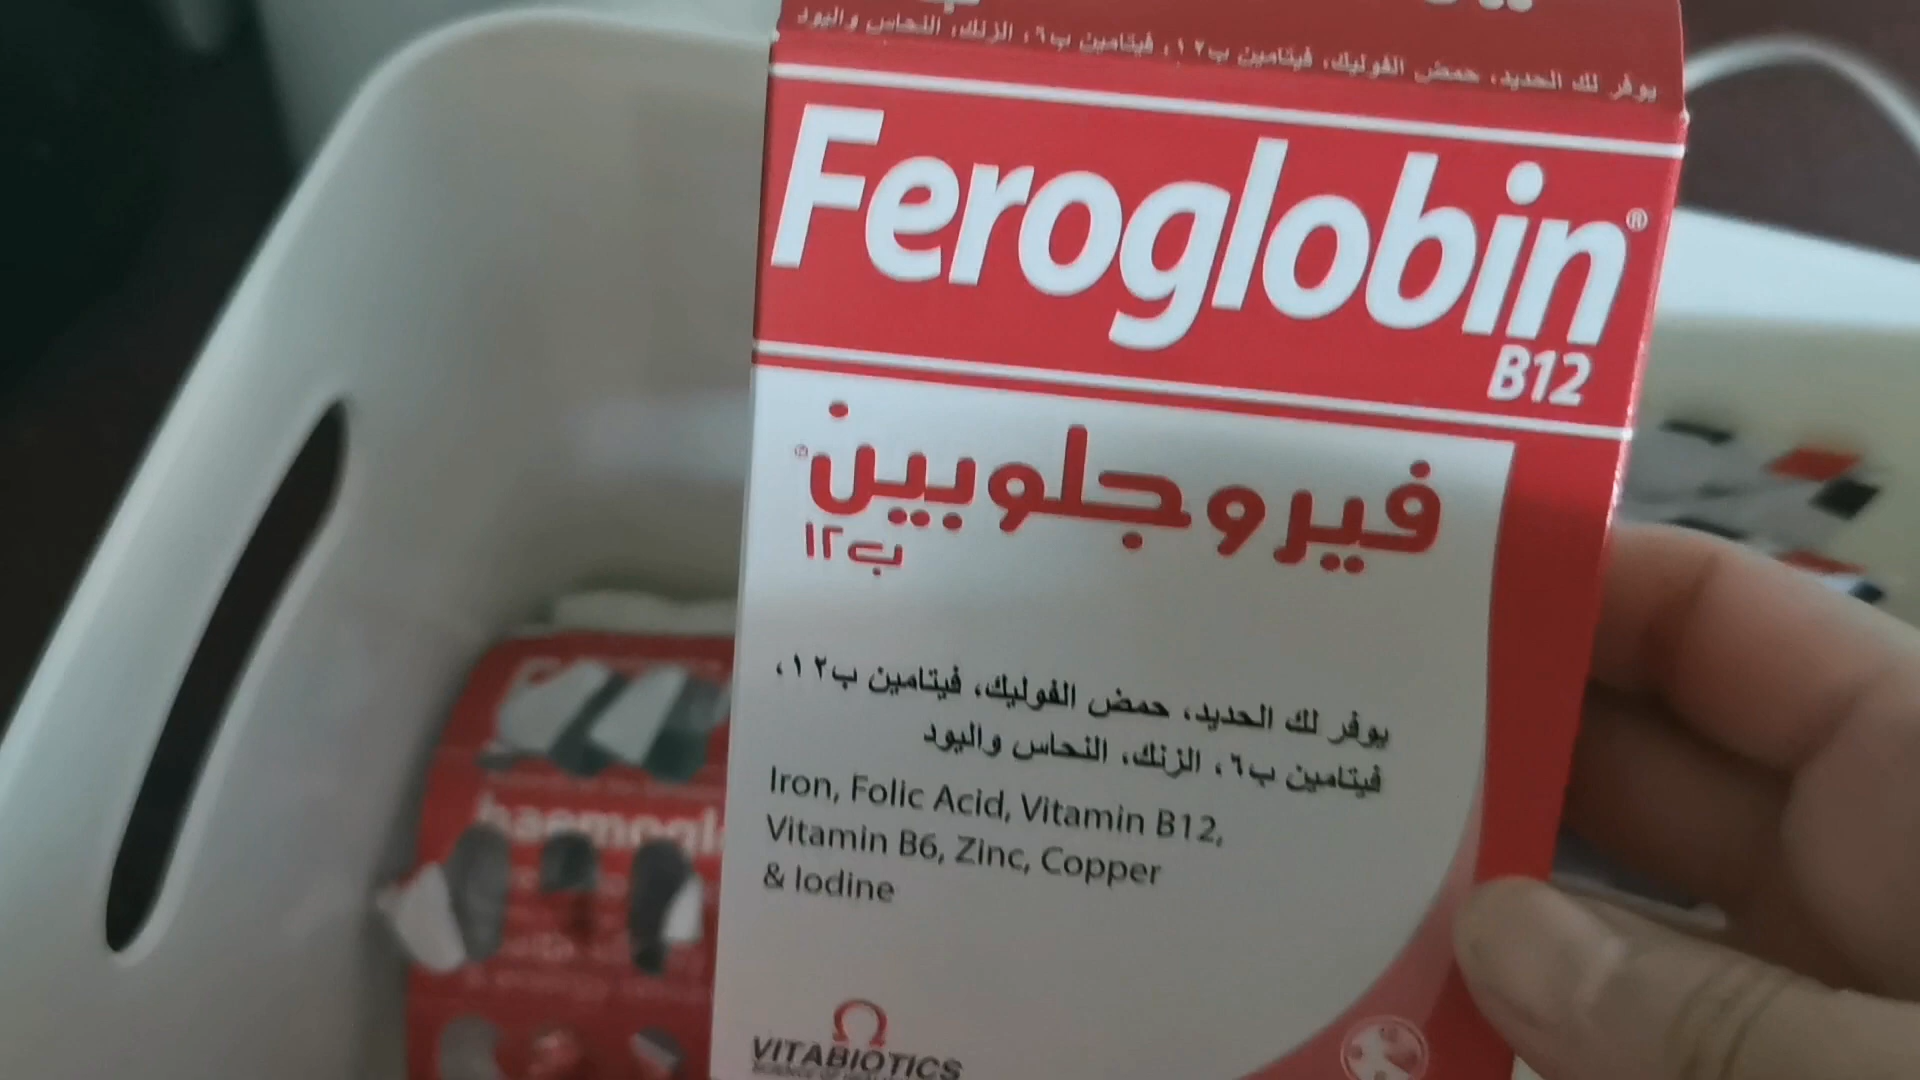 يوفر لك الحديد، حمض الفوليك، فيتامين ب١٢، فيتامين ب٦، الزنك، النحاس واليود
Feroglobin®
B12
فيروجلوبين®
ب١٢
يوفر لك الحديد، حمض الفوليك، فيتامين ب١٢،
فيتامين ب٦، الزنك، النحاس واليود
Iron, Folic Acid, Vitamin B12,
Vitamin B6, Zinc, Copper
& Iodine
VITABIOTICS